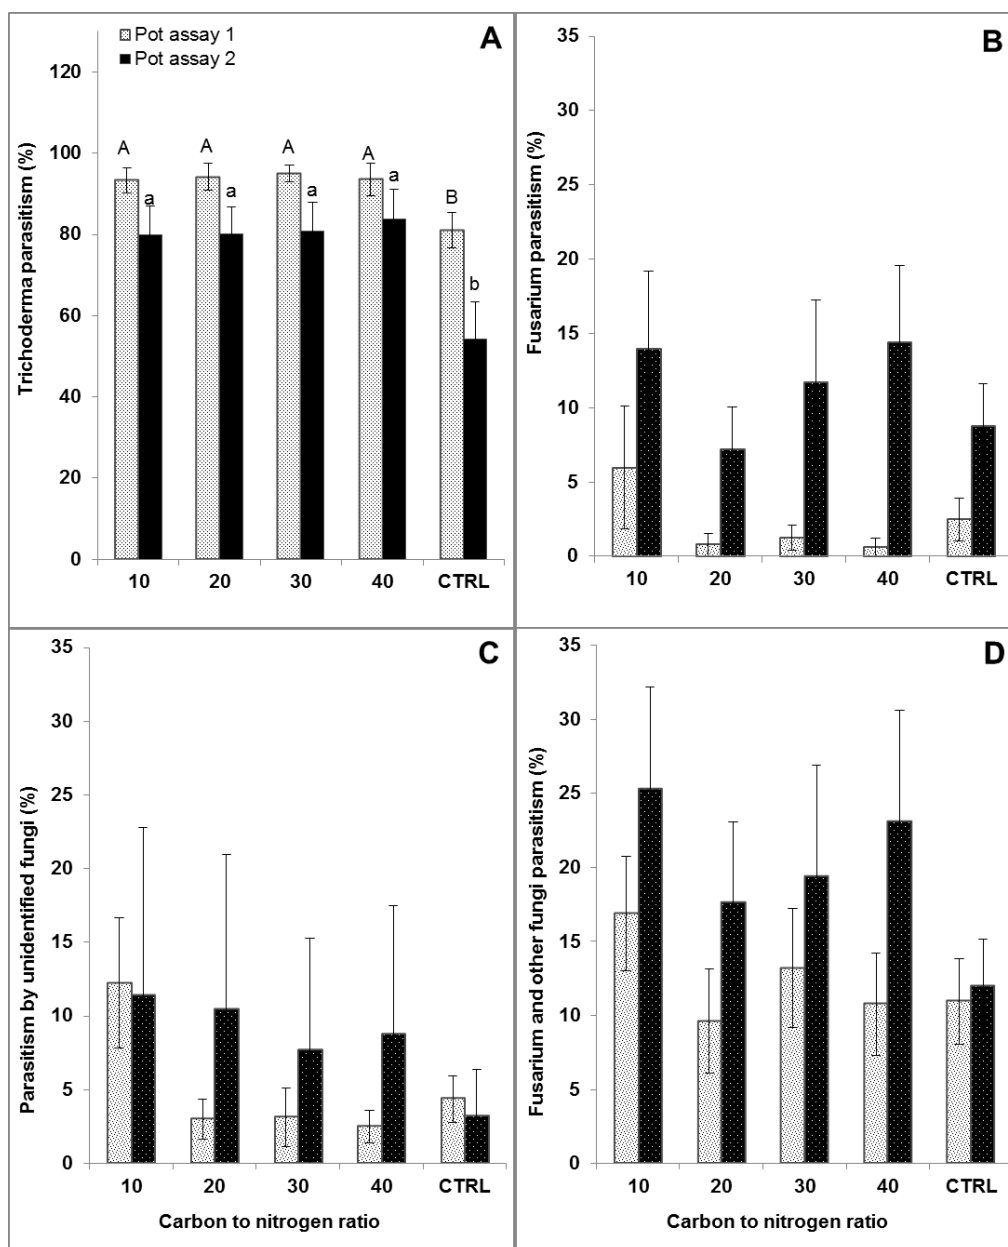 A
Pot assay 1
Pot assay 2
Trichoderma parasitism (%)
120
100
80
60
40
20
0
A
a
A
a
A
a
A
a
B
b
10 20 30 40 CTRL
B
Fusarium parasitism (%)
35
30
25
20
15
10
5
0
10 20 30 40 CTRL
C
Parasitism by unidentified fungi (%)
35
30
25
20
15
10
5
0
10 20 30 40 CTRL
Carbon to nitrogen ratio
D
Fusarium and other fungi parasitism (%)
35
30
25
20
15
10
5
0
10 20 30 40 CTRL
Carbon to nitrogen ratio